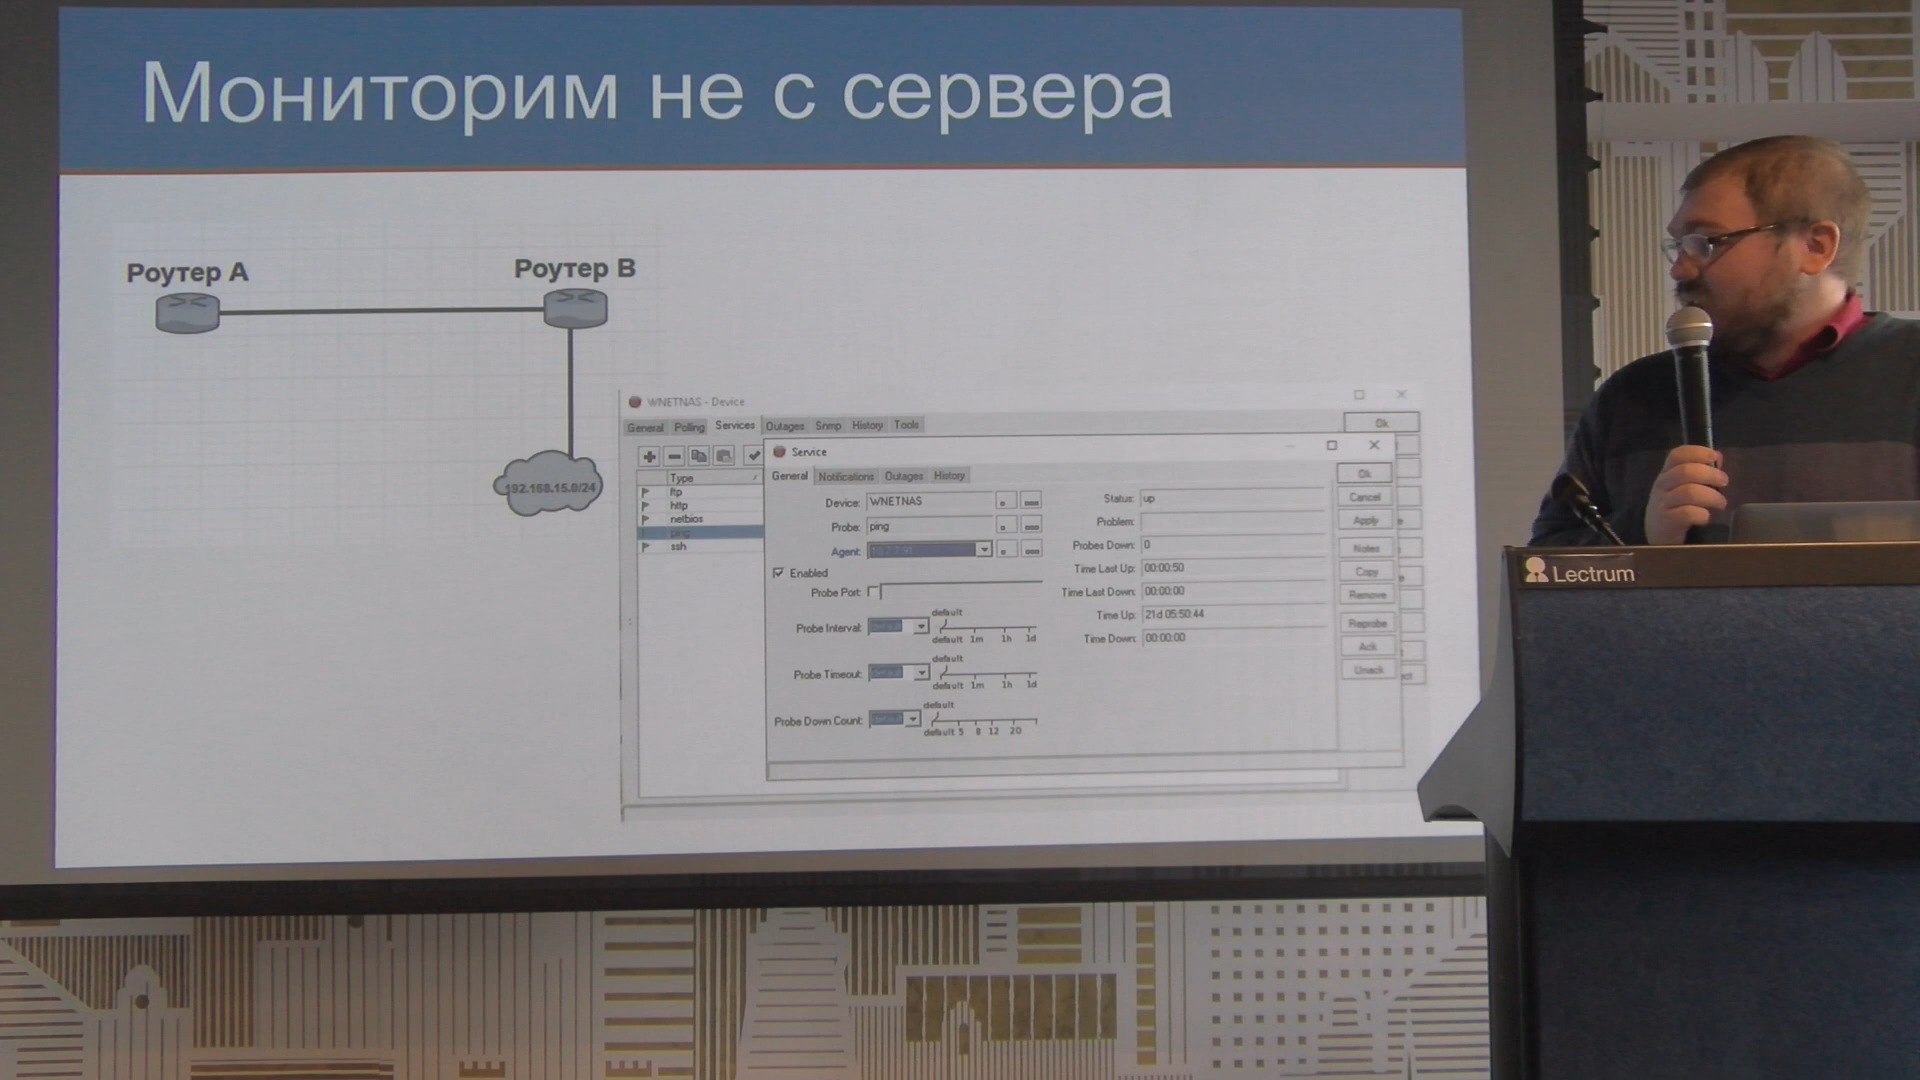 Мониторим не с сервера
Роутер A
Роутер B
192.168.15.0/24
WNETNAS - Device
General Polling Services Outages Snmp History Tools
Ok
Type
ftp
http
netbios
ping
ssh
Service
General Notifications Outages History
Device: WNETNAS
Probe: ping
Agent:
Enabled
Probe Port:
Probe Interval: default
default
default 1m 1h 1d
Probe Timeout: default
default
default 1m 1h 1d
Probe Down Count: default
default
default 5 8 12 20
Status: up
Problem:
Probes Down: 0
Time Last Up: 00:00:50
Time Last Down: 00:00:00
Time Up: 21d 05:50:44
Time Down: 00:00:00
Ok
Cancel
Apply
Notes
Copy
Remove
Reprobe
Ack
Unack
Lectrum